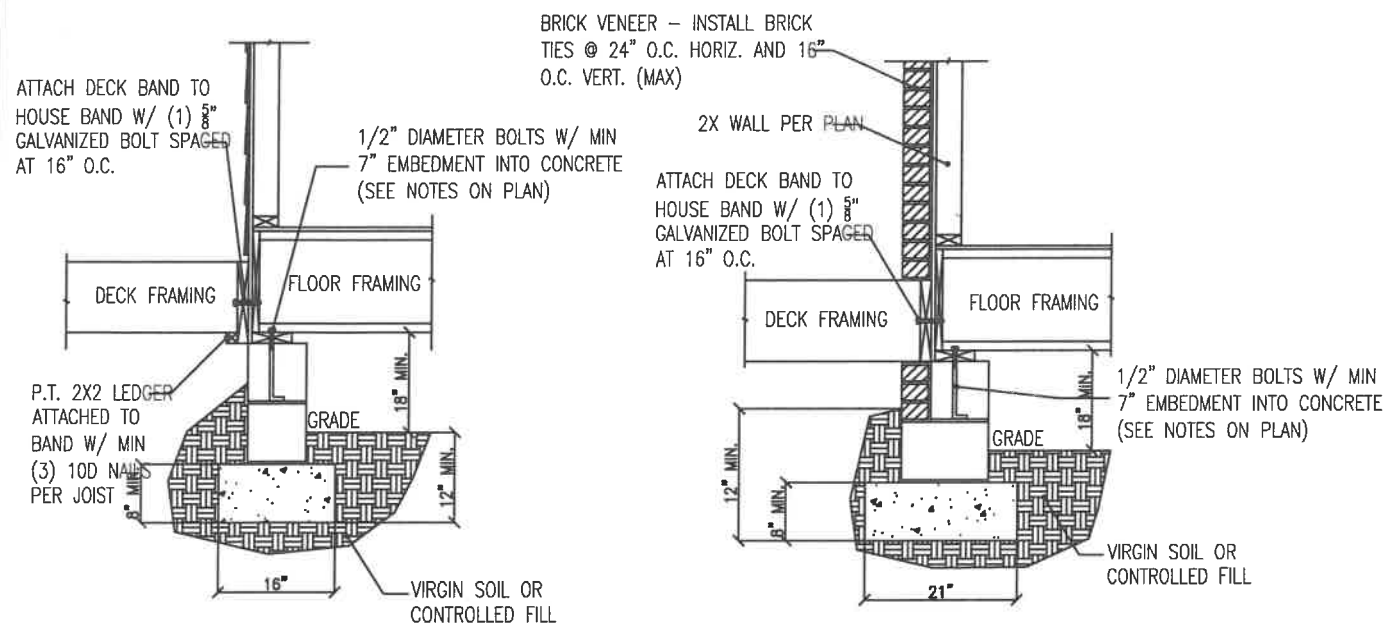 ATTACH DECK BAND TO
HOUSE BAND W/ (1) 5/8"
GALVANIZED BOLT SPAGED
AT 16" O.C.
1/2" DIAMETER BOLTS W/ MIN
7" EMBEDMENT INTO CONCRETE
(SEE NOTES ON PLAN)
DECK FRAMING
FLOOR FRAMING
P.T. 2X2 LEDGER
ATTACHED TO
BAND W/ MIN
(3) 10D NAILS
PER JOIST
18" MIN.
GRADE
8" MIN.
12" MIN.
16"
VIRGIN SOIL OR
CONTROLLED FILL
BRICK VENEER – INSTALL BRICK
TIES @ 24" O.C. HORIZ. AND 16"
O.C. VERT. (MAX)
2X WALL PER PLAN
ATTACH DECK BAND TO
HOUSE BAND W/ (1) 5/8"
GALVANIZED BOLT SPAGED
AT 16" O.C.
DECK FRAMING
FLOOR FRAMING
1/2" DIAMETER BOLTS W/ MIN
7" EMBEDMENT INTO CONCRETE
(SEE NOTES ON PLAN)
18" MIN.
GRADE
12" MIN.
8" MIN.
21"
VIRGIN SOIL OR
CONTROLLED FILL